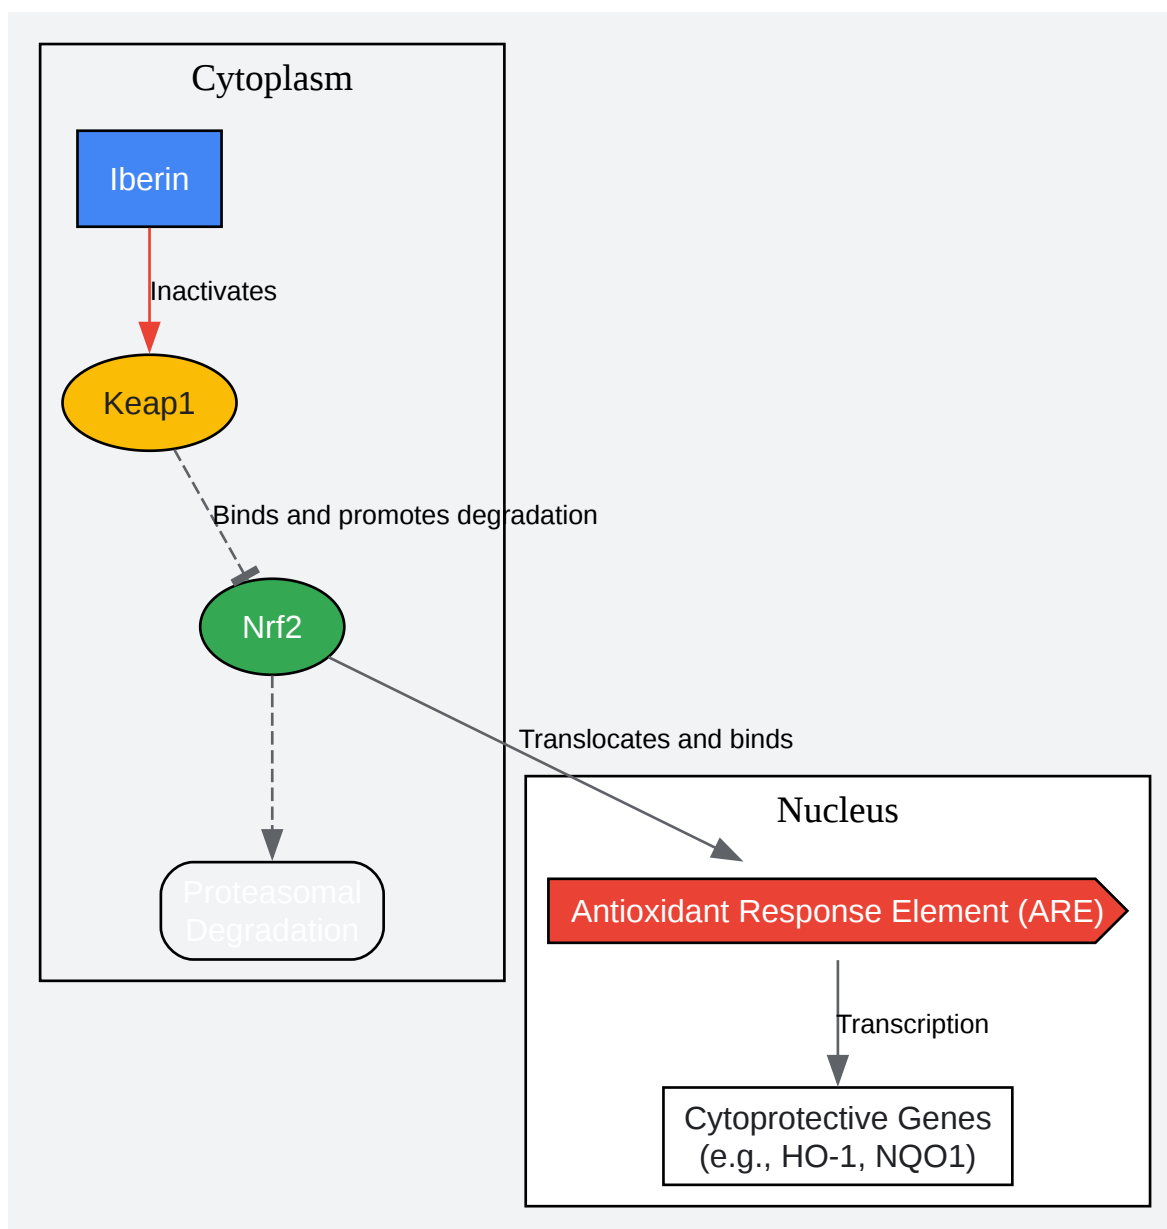 Cytoplasm
Iberin
Inactivates
Keap1
Binds and promotes degradation
Nrf2
Translocates and binds
Nucleus
Proteasomal
Degradation
Antioxidant Response Element (ARE)
Transcription
Cytoprotective Genes
(e.g., HO-1, NQO1)